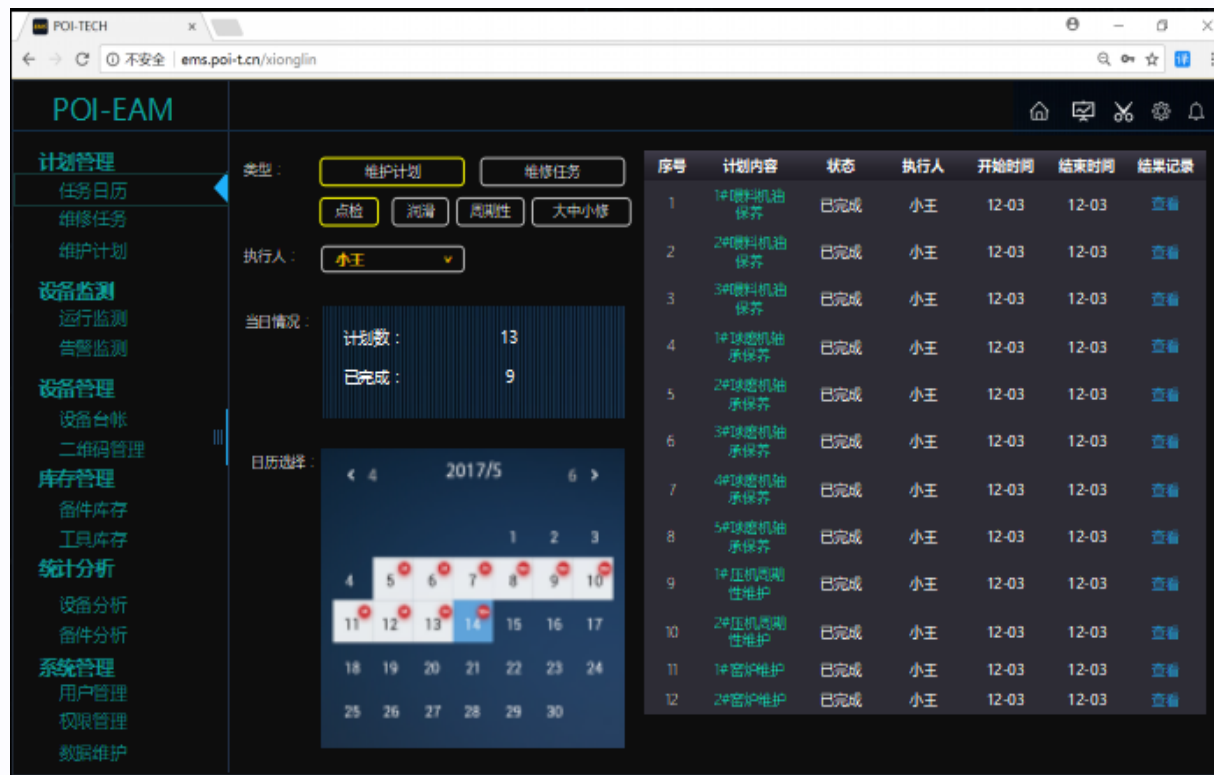 POI-TECH
不安全 ems.poi-t.cn/xionglin
译
POI-EAM
计划管理
任务日历
维修任务
维护计划
设备监测
运行监测
告警监测
设备管理
设备台帐
二维码管理
库存管理
备件库存
工具库存
统计分析
设备分析
备件分析
系统管理
用户管理
权限管理
数据维护
类型：
维护计划 维修任务
点检 润滑 周期性 大中小修
执行人：
小王
当日情况：
计划数： 13
已完成： 9
日历选择：
4 2017/5 6
1 2 3
4 5 6 7 8 9 10
11 12 13 14 15 16 17
18 19 20 21 22 23 24
25 26 27 28 29 30
序号 计划内容 状态 执行人 开始时间 结束时间 结果记录
1 1#喂料机油保养 已完成 小王 12-03 12-03 查看
2 2#喂料机油保养 已完成 小王 12-03 12-03 查看
3 3#喂料机油保养 已完成 小王 12-03 12-03 查看
4 1#球磨机轴承保养 已完成 小王 12-03 12-03 查看
5 2#球磨机轴承保养 已完成 小王 12-03 12-03 查看
6 3#球磨机轴承保养 已完成 小王 12-03 12-03 查看
7 4#球磨机轴承保养 已完成 小王 12-03 12-03 查看
8 5#球磨机轴承保养 已完成 小王 12-03 12-03 查看
9 1#压机周期性维护 已完成 小王 12-03 12-03 查看
10 2#压机周期性维护 已完成 小王 12-03 12-03 查看
11 1#窑炉维护 已完成 小王 12-03 12-03 查看
12 2#窑炉维护 已完成 小王 12-03 12-03 查看